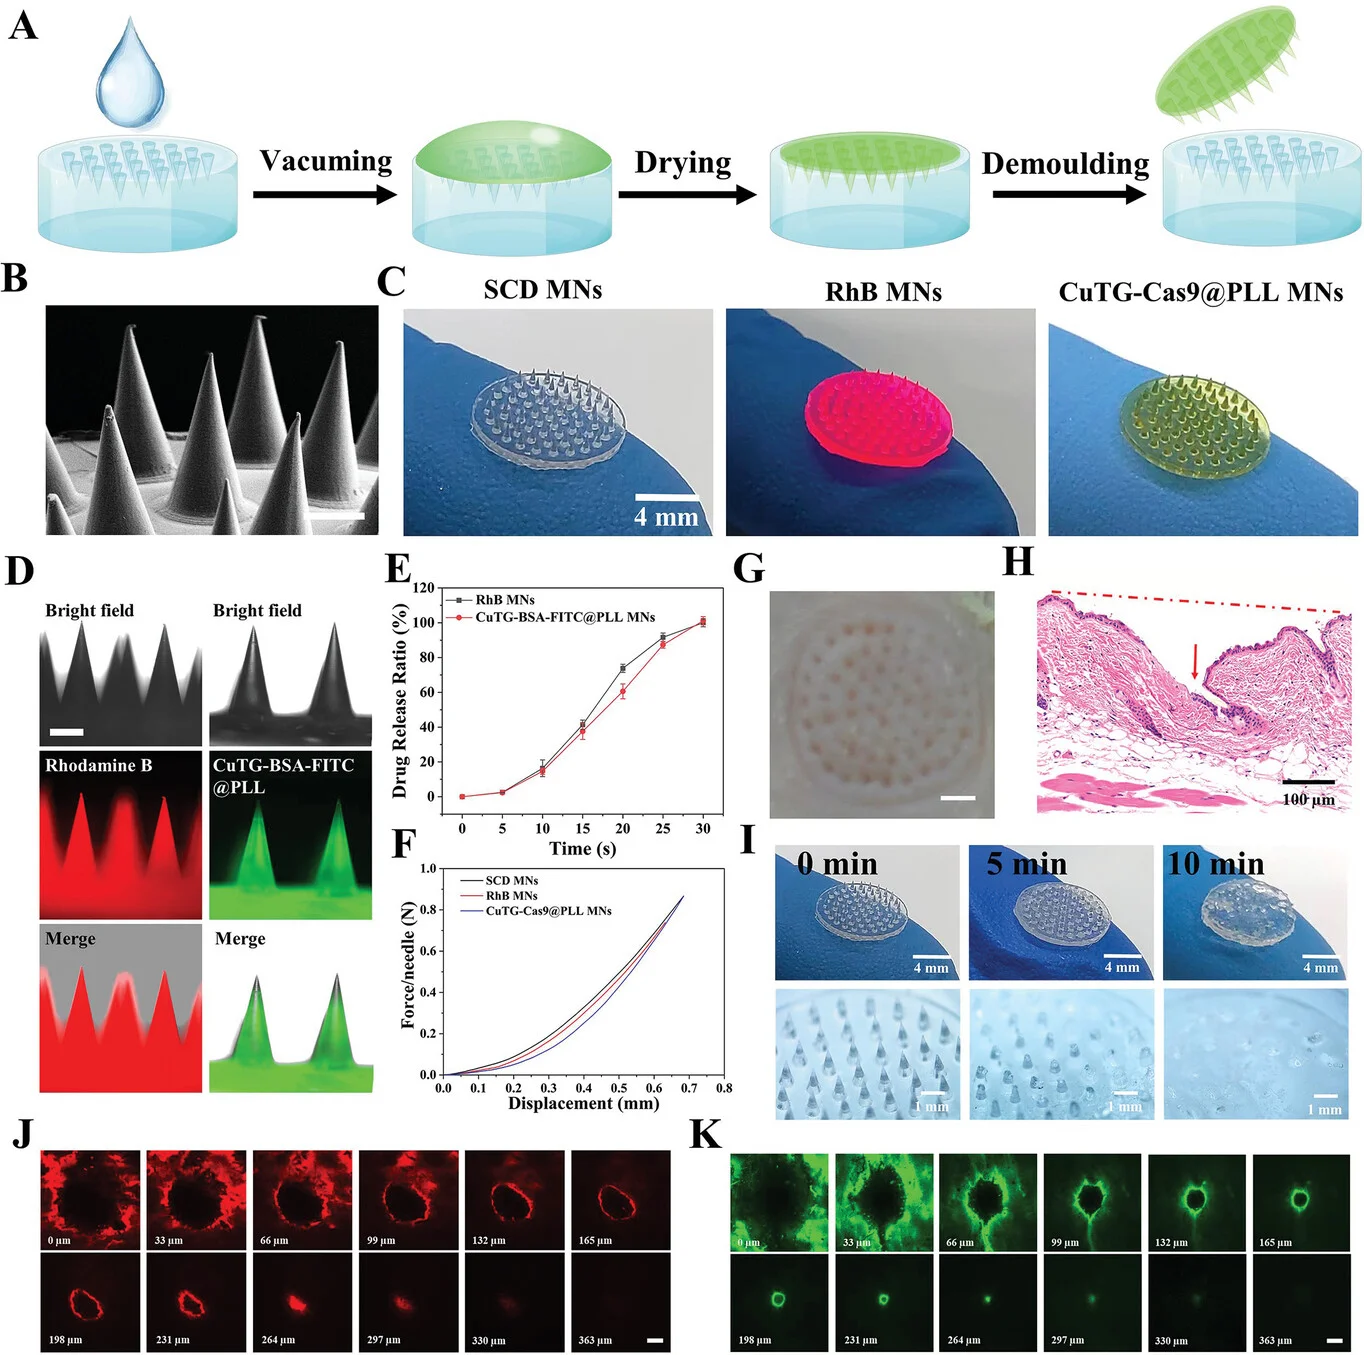 A
Vacuming
Drying
Demoulding
B
C
SCD MNs
RhB MNs
CuTG-Cas9@PLL MNs
4 mm
D
Bright field
Bright field
Rhodamine B
CuTG-BSA-FITC
@PLL
Merge
Merge
E
Drug Release Ratio (%)
120
100
80
60
40
20
0
RhB MNs
CuTG-BSA-FITC@PLL MNs
0 5 10 15 20 25 30
Time (s)
F
Force/needle (N)
1.0
0.8
0.6
0.4
0.2
0.0
SCD MNs
RhB MNs
CuTG-Cas9@PLL MNs
0.0 0.1 0.2 0.3 0.4 0.5 0.6 0.7 0.8
Displacement (mm)
G
H
100 µm
I
0 min
5 min
10 min
4 mm
4 mm
4 mm
1 mm
1 mm
1 mm
J
0 µm
33 µm
66 µm
99 µm
132 µm
165 µm
198 µm
231 µm
264 µm
297 µm
330 µm
363 µm
K
0 µm
33 µm
66 µm
99 µm
132 µm
165 µm
198 µm
231 µm
264 µm
297 µm
330 µm
363 µm